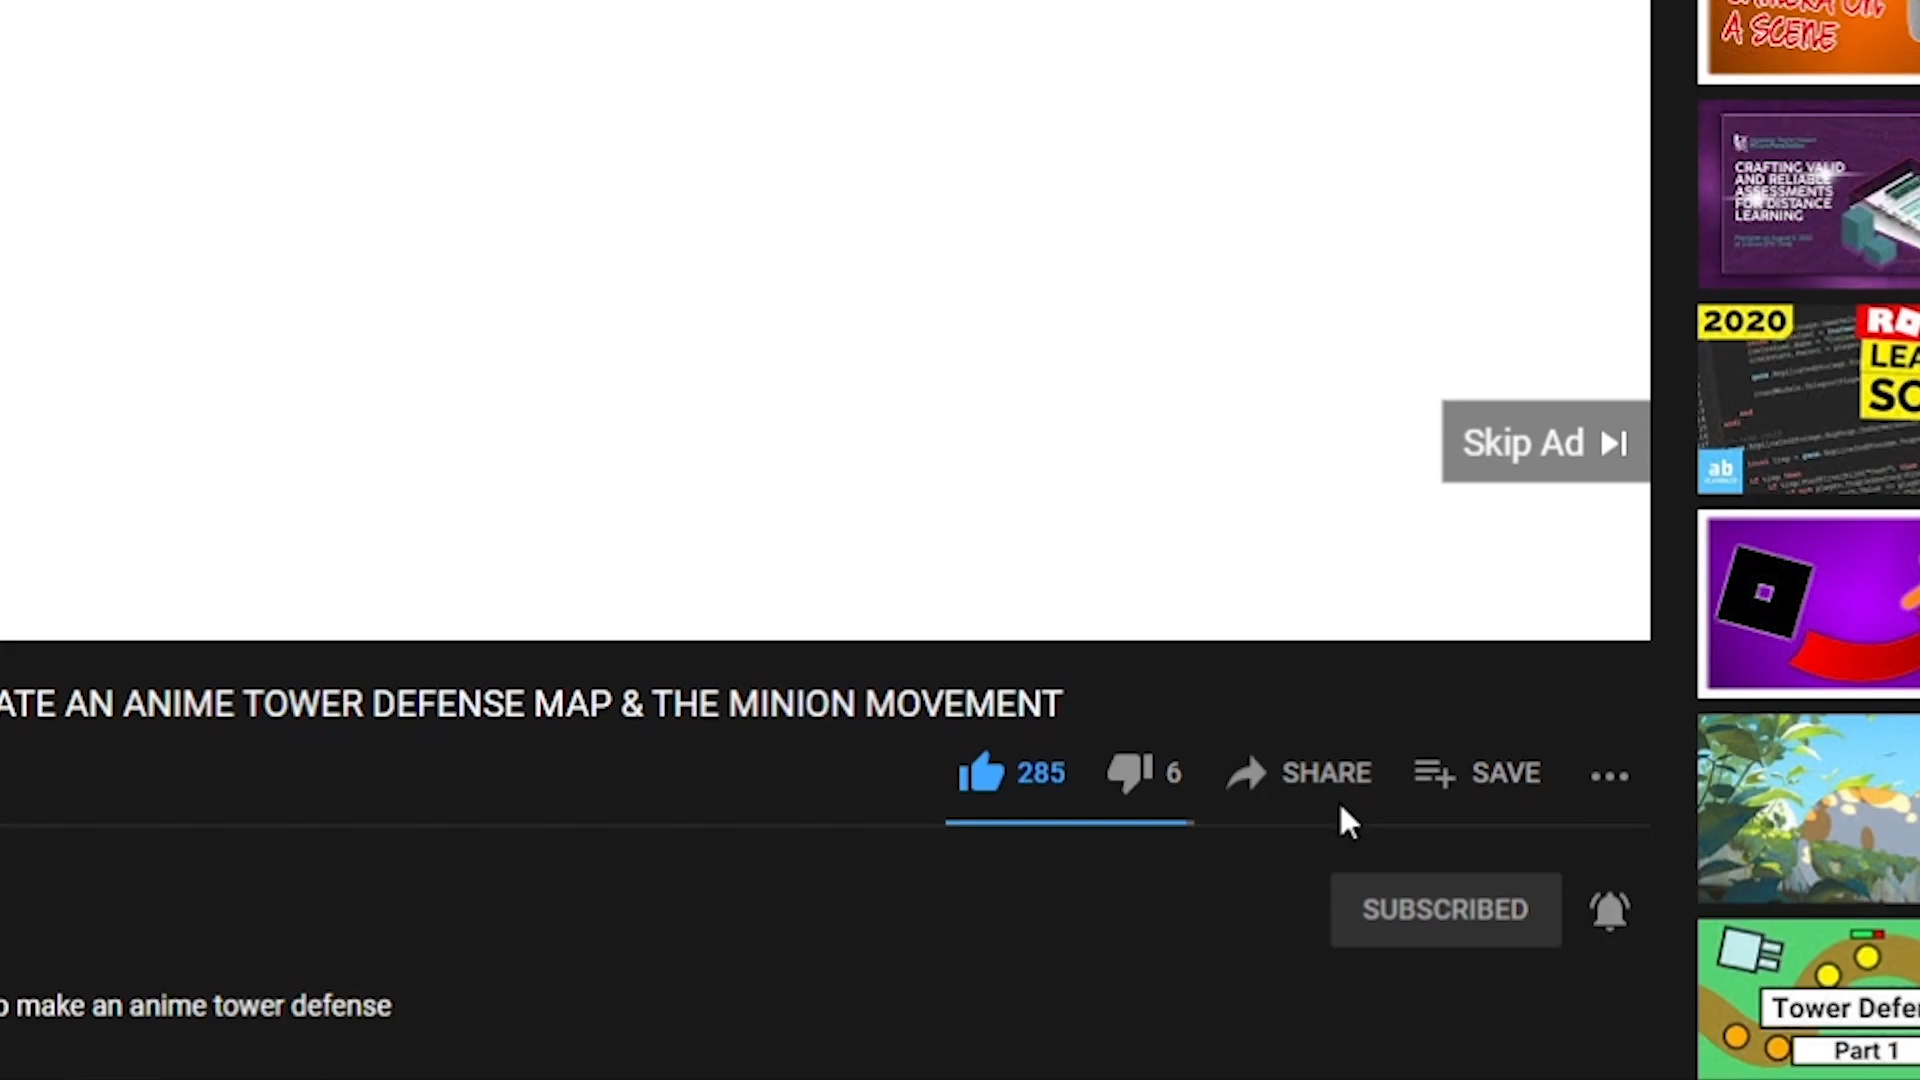 A SCENE
CRAFTING VALID
AND RELIABLE
ASSESSMENTS
FOR DISTANCE
LEARNING
2020
LEA
SO
ab
Skip Ad
ATE AN ANIME TOWER DEFENSE MAP & THE MINION MOVEMENT
285 6 SHARE SAVE
SUBSCRIBED
o make an anime tower defense
Tower Defe
Part 1